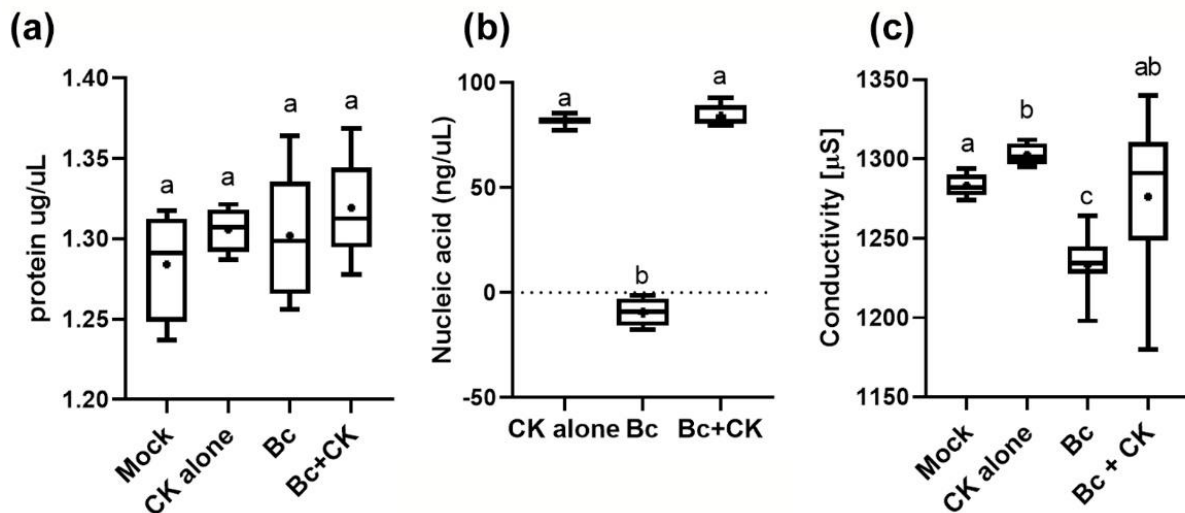 (a)
protein ug/uL
1.40
1.35
1.30
1.25
1.20
a
a
a
a
Mock
CK alone
Bc
Bc+CK
(b)
Nucleic acid (ng/uL)
100
50
0
-50
a
b
a
CK alone
Bc
Bc+CK
(c)
Conductivity [µS]
1350
1300
1250
1200
1150
a
b
c
ab
Mock
CK alone
Bc
Bc + CK